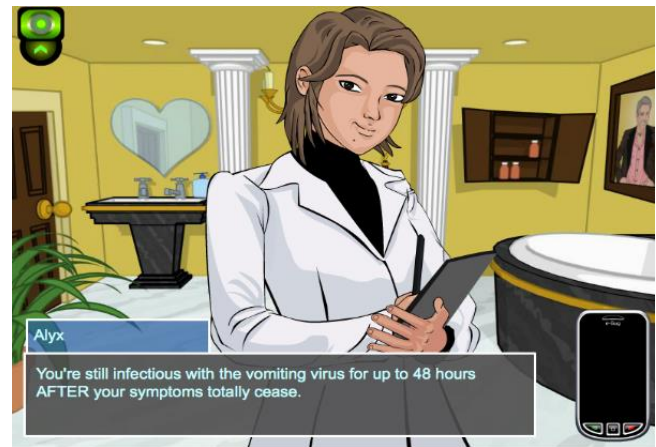 Alyx
You're still infectious with the vomiting virus for up to 48 hours
AFTER your symptoms totally cease.
e-Bug